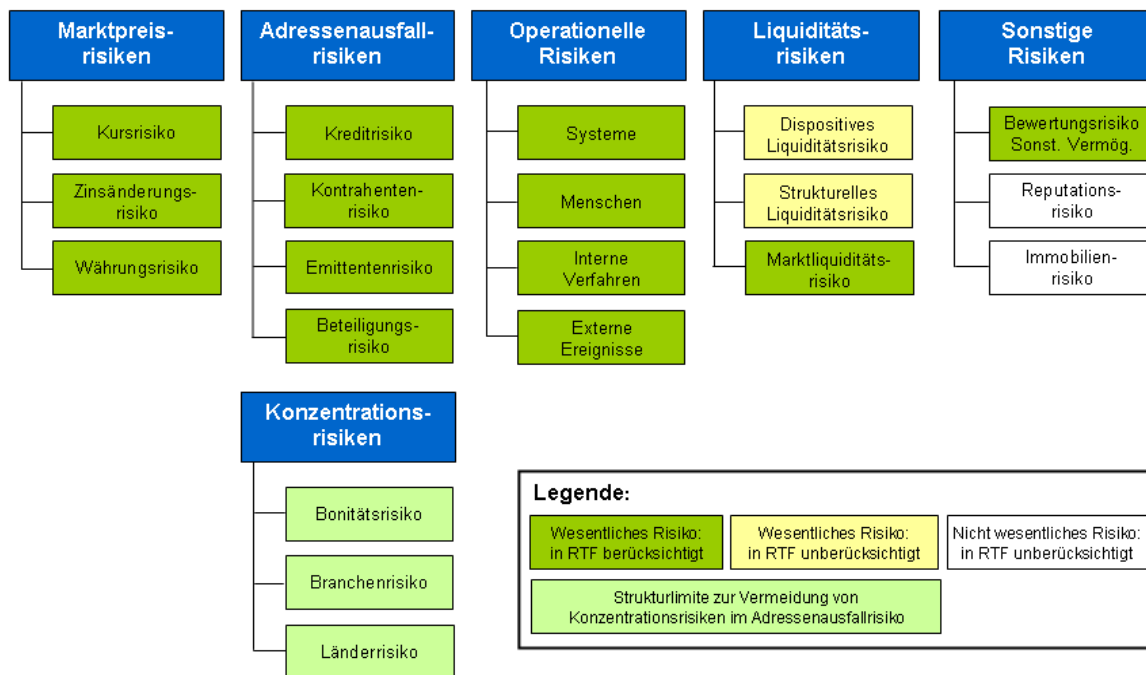 Marktpreis-
risiken
Kursrisiko
Zinsänderungs-
risiko
Währungsrisiko
Adressenausfall-
risiken
Kreditrisiko
Kontrahenten-
risiko
Emittentenrisiko
Beteiligungs-
risiko
Operationelle
Risiken
Systeme
Menschen
Interne
Verfahren
Externe
Ereignisse
Liquiditäts-
risiken
Dispositives
Liquiditätsrisiko
Strukturelles
Liquiditätsrisiko
Marktliquiditäts-
risiko
Sonstige
Risiken
Bewertungsrisiko
Sonst. Vermög.
Reputations-
risiko
Immobilien-
risiko
Konzentrations-
risiken
Bonitätsrisiko
Branchenrisiko
Länderrisiko
Legende:
Wesentliches Risiko:
in RTF berücksichtigt
Wesentliches Risiko:
in RTF unberücksichtigt
Nicht wesentliches Risiko:
in RTF unberücksichtigt
Strukturlimite zur Vermeidung von
Konzentrationsrisiken im Adressenausfallrisiko